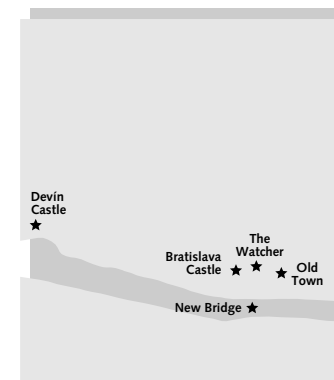 Devín
Castle
The
Watcher
Bratislava
Castle
Old
Town
New Bridge